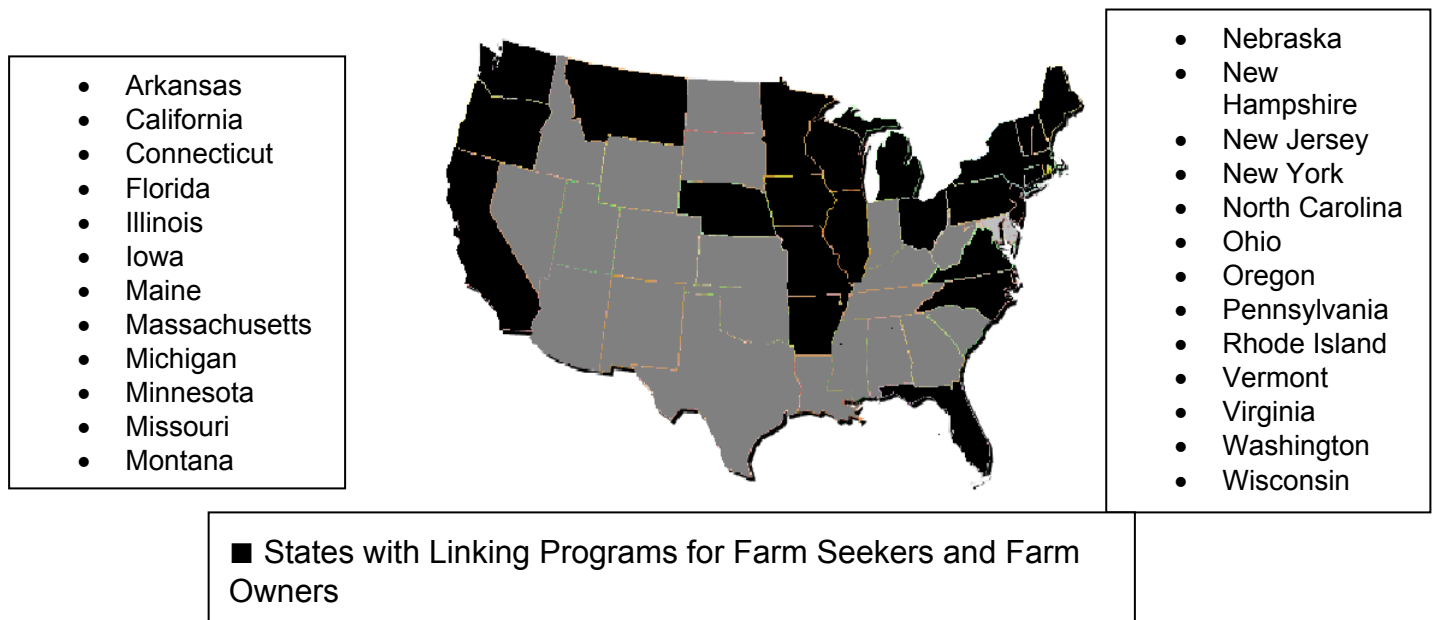 • Arkansas
• California
• Connecticut
• Florida
• Illinois
• Iowa
• Maine
• Massachusetts
• Michigan
• Minnesota
• Missouri
• Montana
• Nebraska
• New
Hampshire
• New Jersey
• New York
• North Carolina
• Ohio
• Oregon
• Pennsylvania
• Rhode Island
• Vermont
• Virginia
• Washington
• Wisconsin
■ States with Linking Programs for Farm Seekers and Farm
Owners